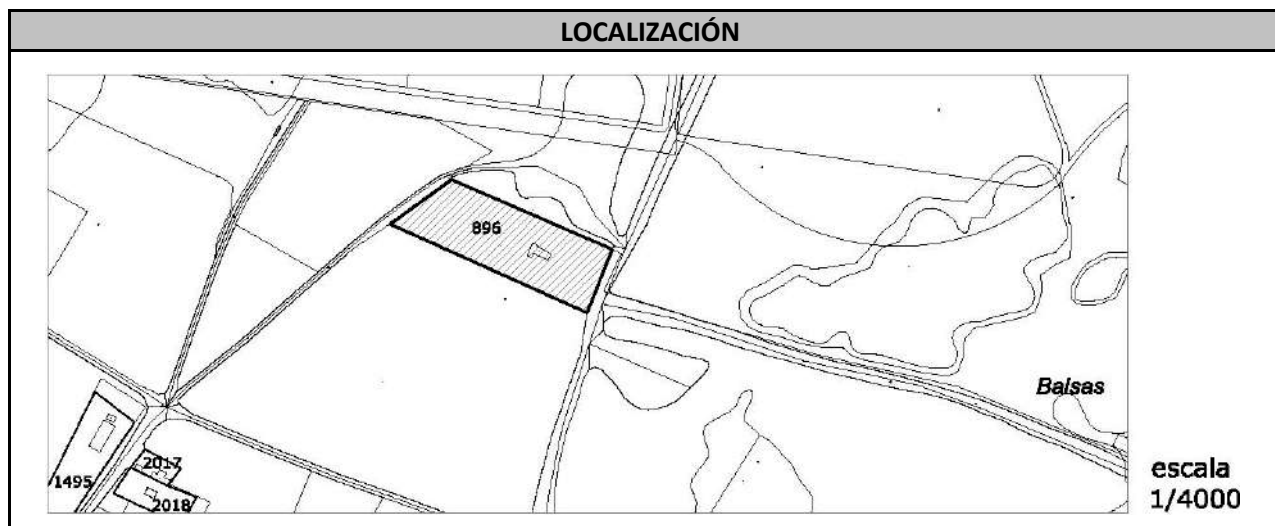 LOCALIZACIÓN
896
Balsas
2017
1495
2018
escala
1/4000